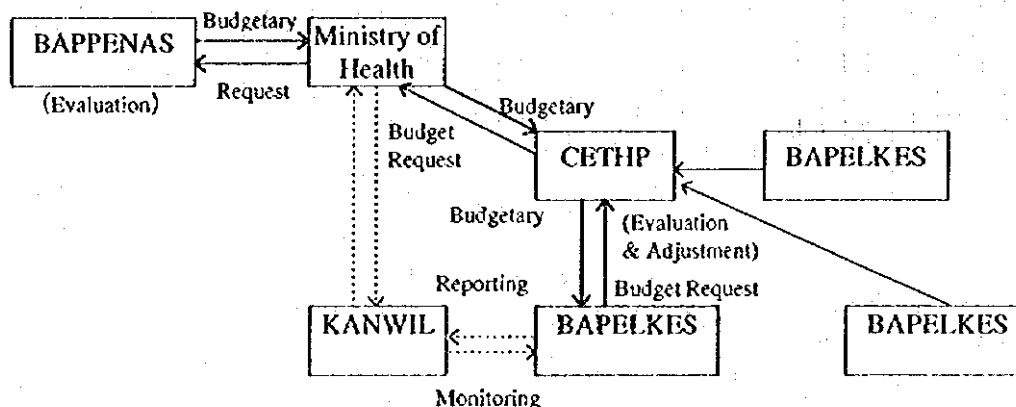 Budgetary
BAPPENAS
Ministry of
Health
(Evaluation)
Request
Budgetary
Budget
Request
CETHP
BAPELKES
Budgetary
(Evaluation
& Adjustment)
Reporting
Budget Request
KANWIL
BAPELKES
BAPELKES
Monitoring